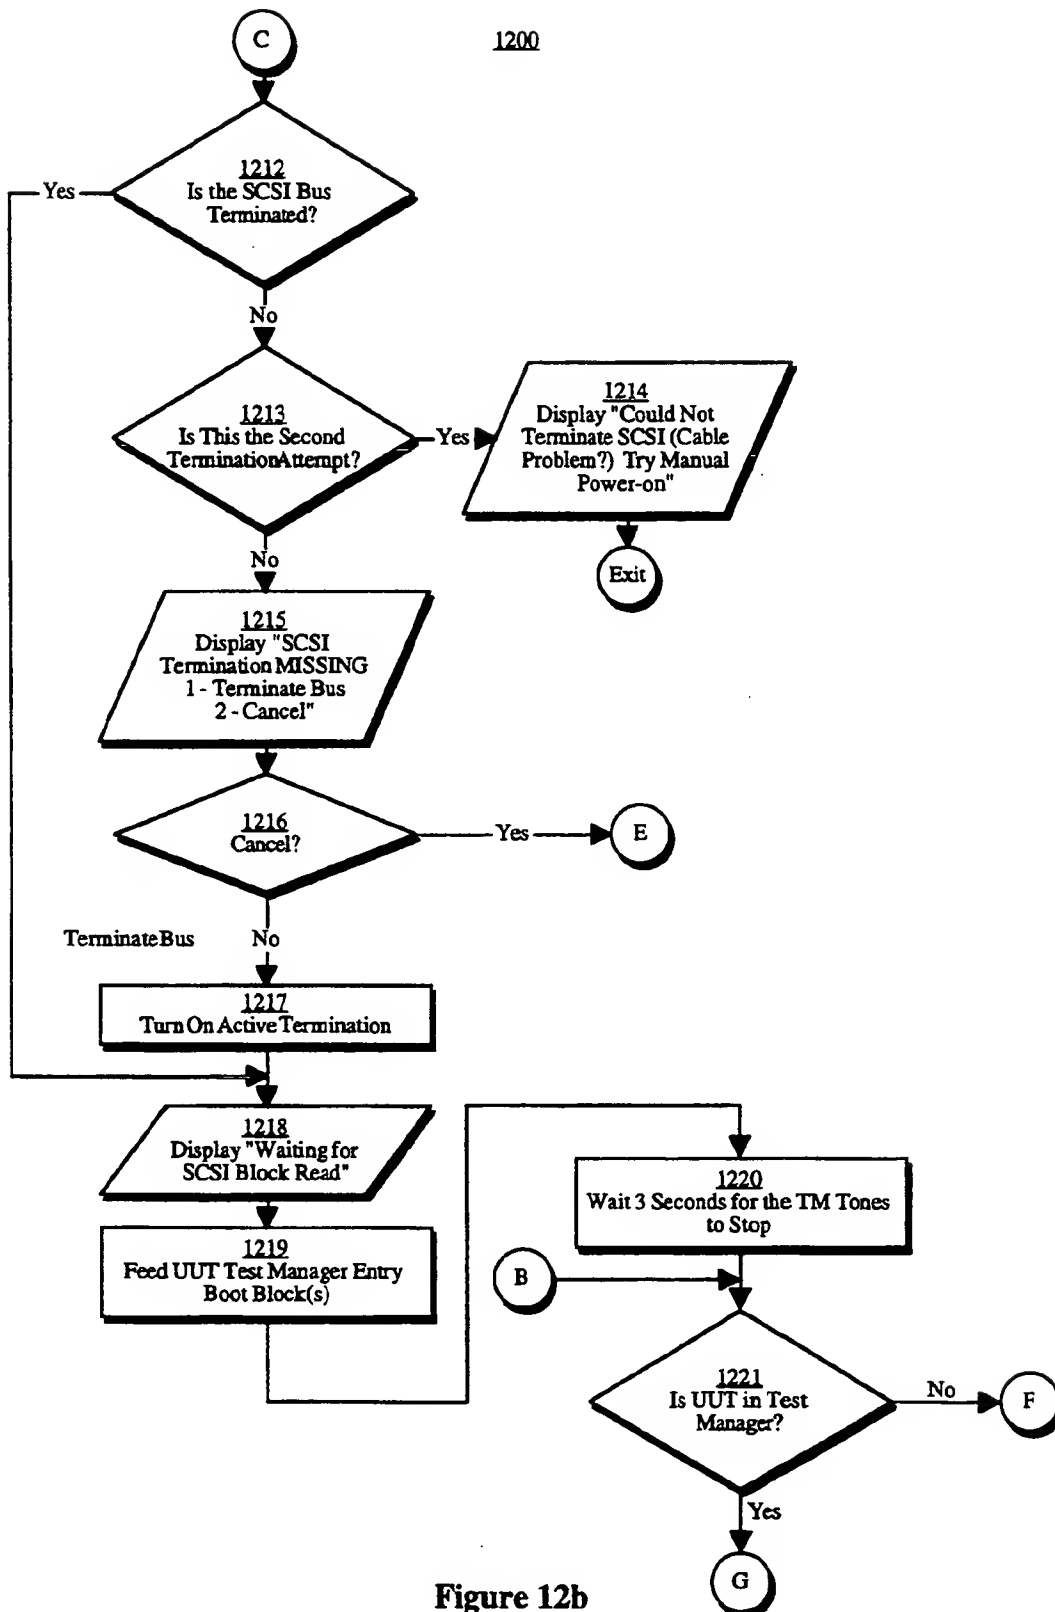 C
1200
1212
Is the SCSI Bus
Terminated?
Yes
No
1213
Is This the Second
TerminationAttempt?
Yes
1214
Display "Could Not
Terminate SCSI (Cable
Problem?) Try Manual
Power-on"
Exit
No
1215
Display "SCSI
Termination MISSING
1 - Terminate Bus
2 - Cancel"
1216
Cancel?
Yes
E
Terminate Bus
No
1217
Turn On Active Termination
1218
Display "Waiting for
SCSI Block Read"
1219
Feed UUT Test Manager Entry
Boot Block(s)
1220
Wait 3 Seconds for the TM Tones
to Stop
B
1221
Is UUT in Test
Manager?
No
F
Yes
G
Figure 12b